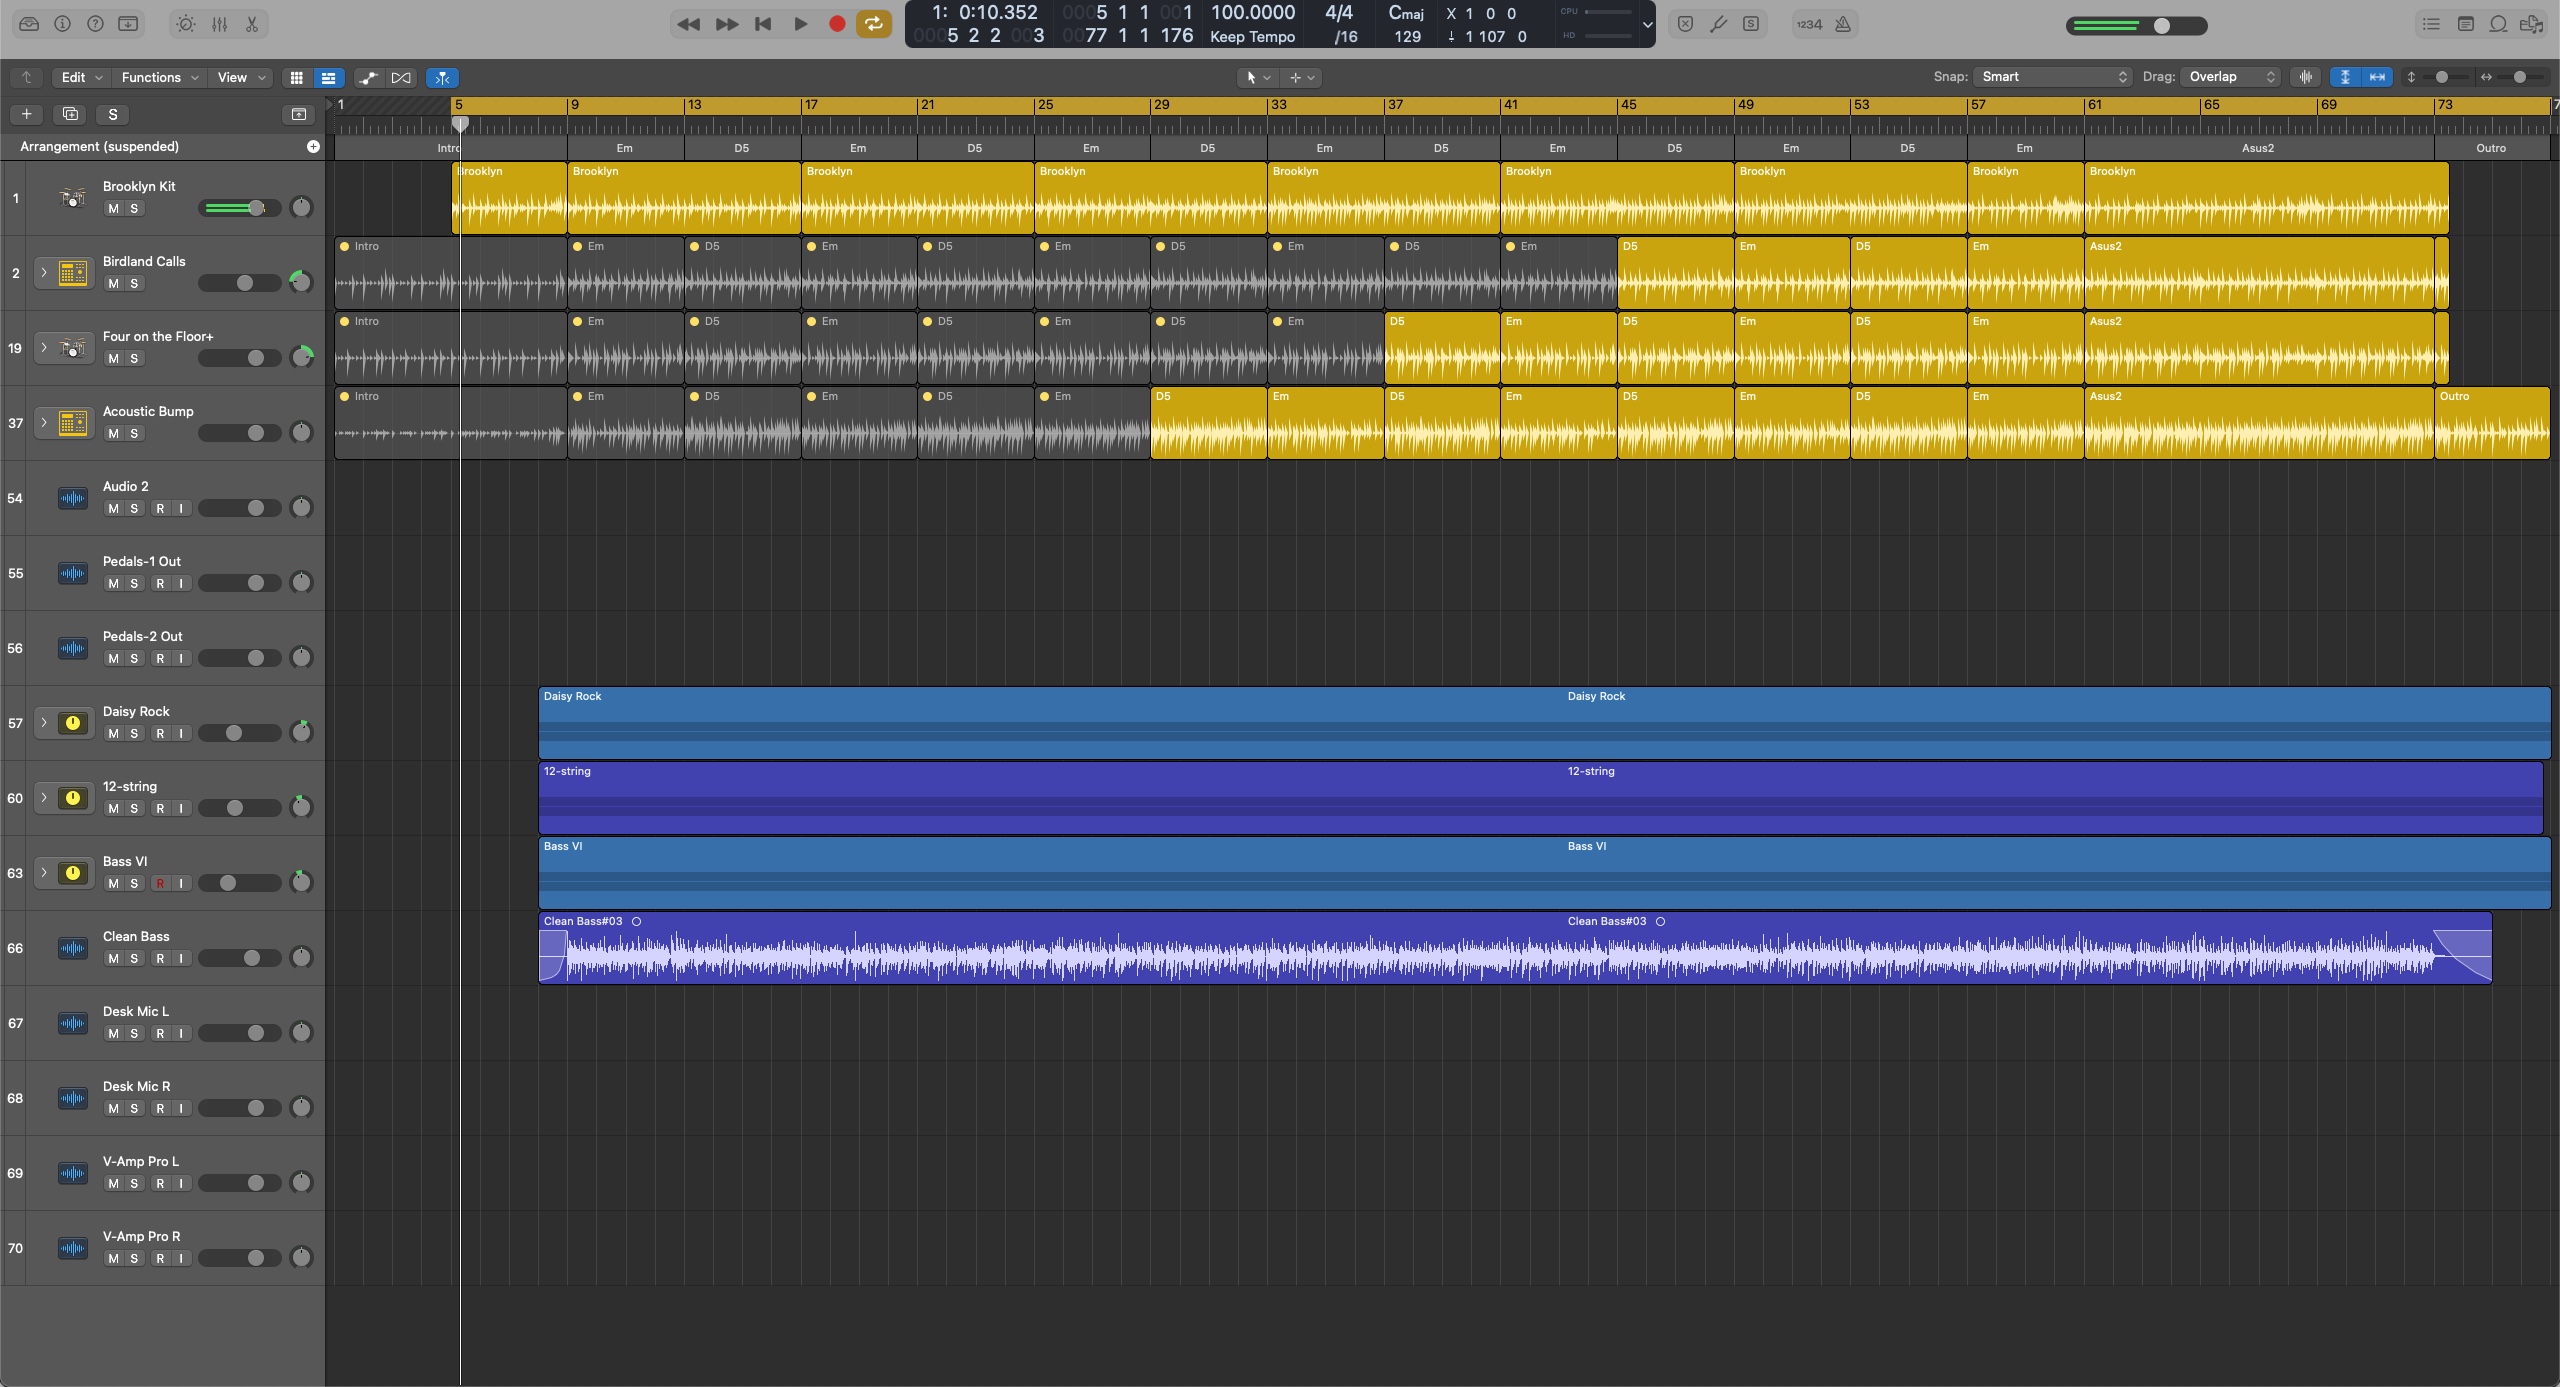 1: 0:10.352 0005 1 1 001 100.0000 4/4 Cmaj X 1 0 0 CPU
0005 2 2 003 0077 1 1 176 Keep Tempo /16 129 1 107 0 HD
S 1234
Edit Functions View Snap: Smart Drag: Overlap
S 1 5 9 13 17 21 25 29 33 37 41 45 49 53 57 61 65 69 73
Arrangement (suspended) Intro Em D5 Em D5 Em D5 Em D5 Em D5 Em D5 Em Asus2 Outro
1 Brooklyn Kit Brooklyn Brooklyn Brooklyn Brooklyn Brooklyn Brooklyn Brooklyn Brooklyn Brooklyn
M S
2 Birdland Calls Intro Em D5 Em D5 Em D5 Em D5 Em D5 Em D5 Em Asus2
M S
19 Four on the Floor+ Intro Em D5 Em D5 Em D5 Em D5 Em D5 Em D5 Em Asus2
M S
37 Acoustic Bump Intro Em D5 Em D5 Em D5 Em D5 Em D5 Em D5 Em Asus2 Outro
M S
54 Audio 2
M S R I
55 Pedals-1 Out
M S R I
56 Pedals-2 Out
M S R I
57 Daisy Rock Daisy Rock Daisy Rock
M S R I
60 12-string 12-string 12-string
M S R I
63 Bass VI Bass VI Bass VI
M S R I
66 Clean Bass Clean Bass#03 Clean Bass#03
M S R I
67 Desk Mic L
M S R I
68 Desk Mic R
M S R I
69 V-Amp Pro L
M S R I
70 V-Amp Pro R
M S R I